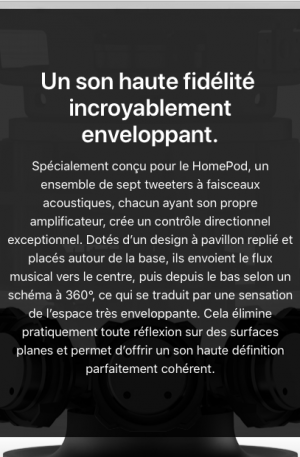 Un son haute fidélité
incroyablement
enveloppant.
Spécialement conçu pour le HomePod, un
ensemble de sept tweeters à faisceaux
acoustiques, chacun ayant son propre
amplificateur, crée un contrôle directionnel
exceptionnel. Dotés d’un design à pavillon replié et
placés autour de la base, ils envoient le flux
musical vers le centre, puis depuis le bas selon un
schéma à 360°, ce qui se traduit par une sensation
de l’espace très enveloppante. Cela élimine
pratiquement toute réflexion sur des surfaces
planes et permet d’offrir un son haute définition
parfaitement cohérent.